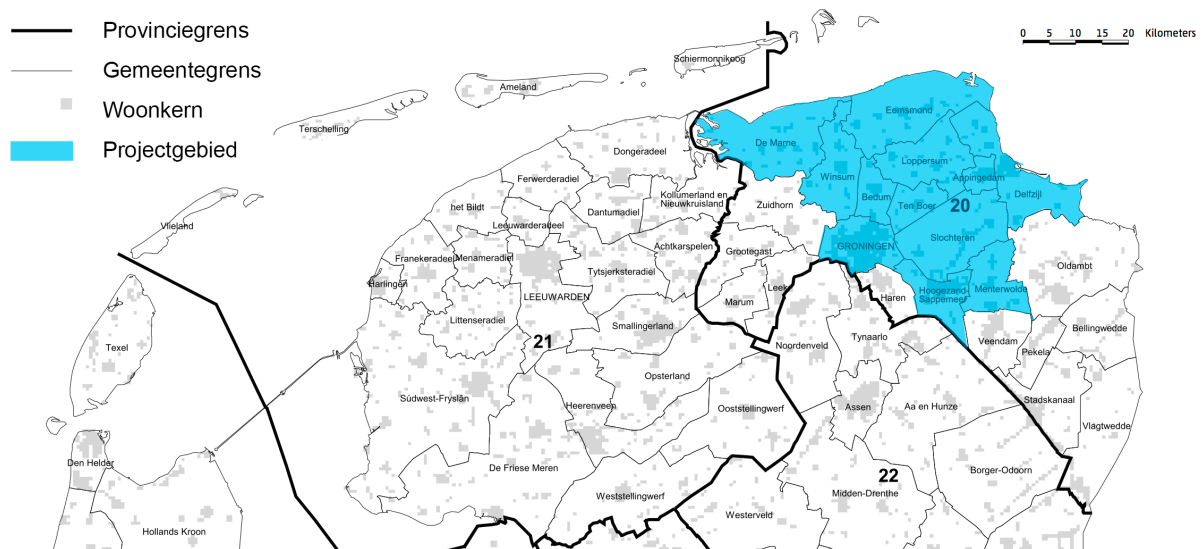 Provinciegrens
Gemeentegrens
Woonkern
Projectgebied
0 5 10 15 20 Kilometers
Schiermonnikoog
Ameland
Terschelling
Vlieland
Texel
Den Helder
Hollands Kroon
Dongeradeel
Ferwerderadiel
het Bildt
Leeuwarderadeel
Dantumadiel
Kollumerland en
Nieuwkruisland
Achtkarspelen
Franekeradeel
Menameradiel
Harlingen
Tytsjerksteradiel
LEEUWARDEN
Littenseradiel
Smallingerland
21
Opsterland
Súdwest-Fryslân
Heerenveen
Ooststellingwerf
De Friese Meren
Weststellingwerf
De Marne
Eemsmond
Winsum
Loppersum
Appingedam
Bedum
Ten Boer
20
Delfzijl
Zuidhorn
GRONINGEN
Slochteren
Grootegast
Marum
Leek
Haren
Hoogezand-
Sappemeer
Menterwolde
Oldambt
Bellingwedde
Veendam
Pekela
Stadskanaal
Vlagtwedde
Noordenveld
Tynaarlo
Assen
Aa en Hunze
Borger-Odoorn
22
Midden-Drenthe
Westerveld